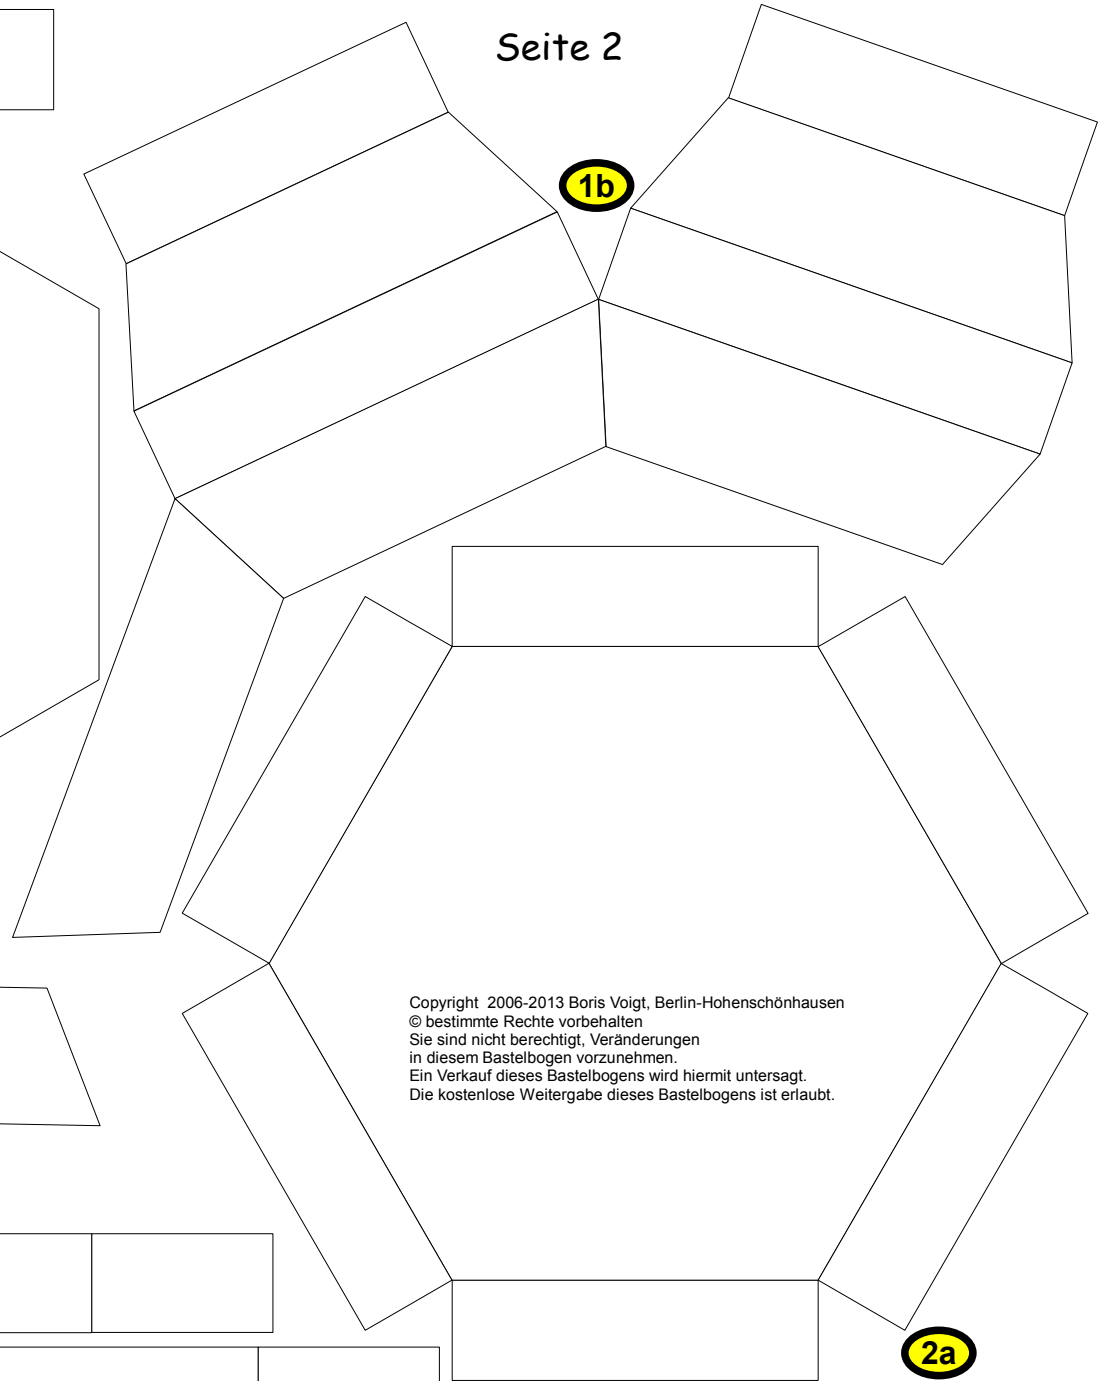 Seite 2
1b
Copyright 2006-2013 Boris Voigt, Berlin-Hohenschönhausen
© bestimmte Rechte vorbehalten
Sie sind nicht berechtigt, Veränderungen
in diesem Bastelbogen vorzunehmen.
Ein Verkauf dieses Bastelbogens wird hiermit untersagt.
Die kostenlose Weitergabe dieses Bastelbogens ist erlaubt.
2a